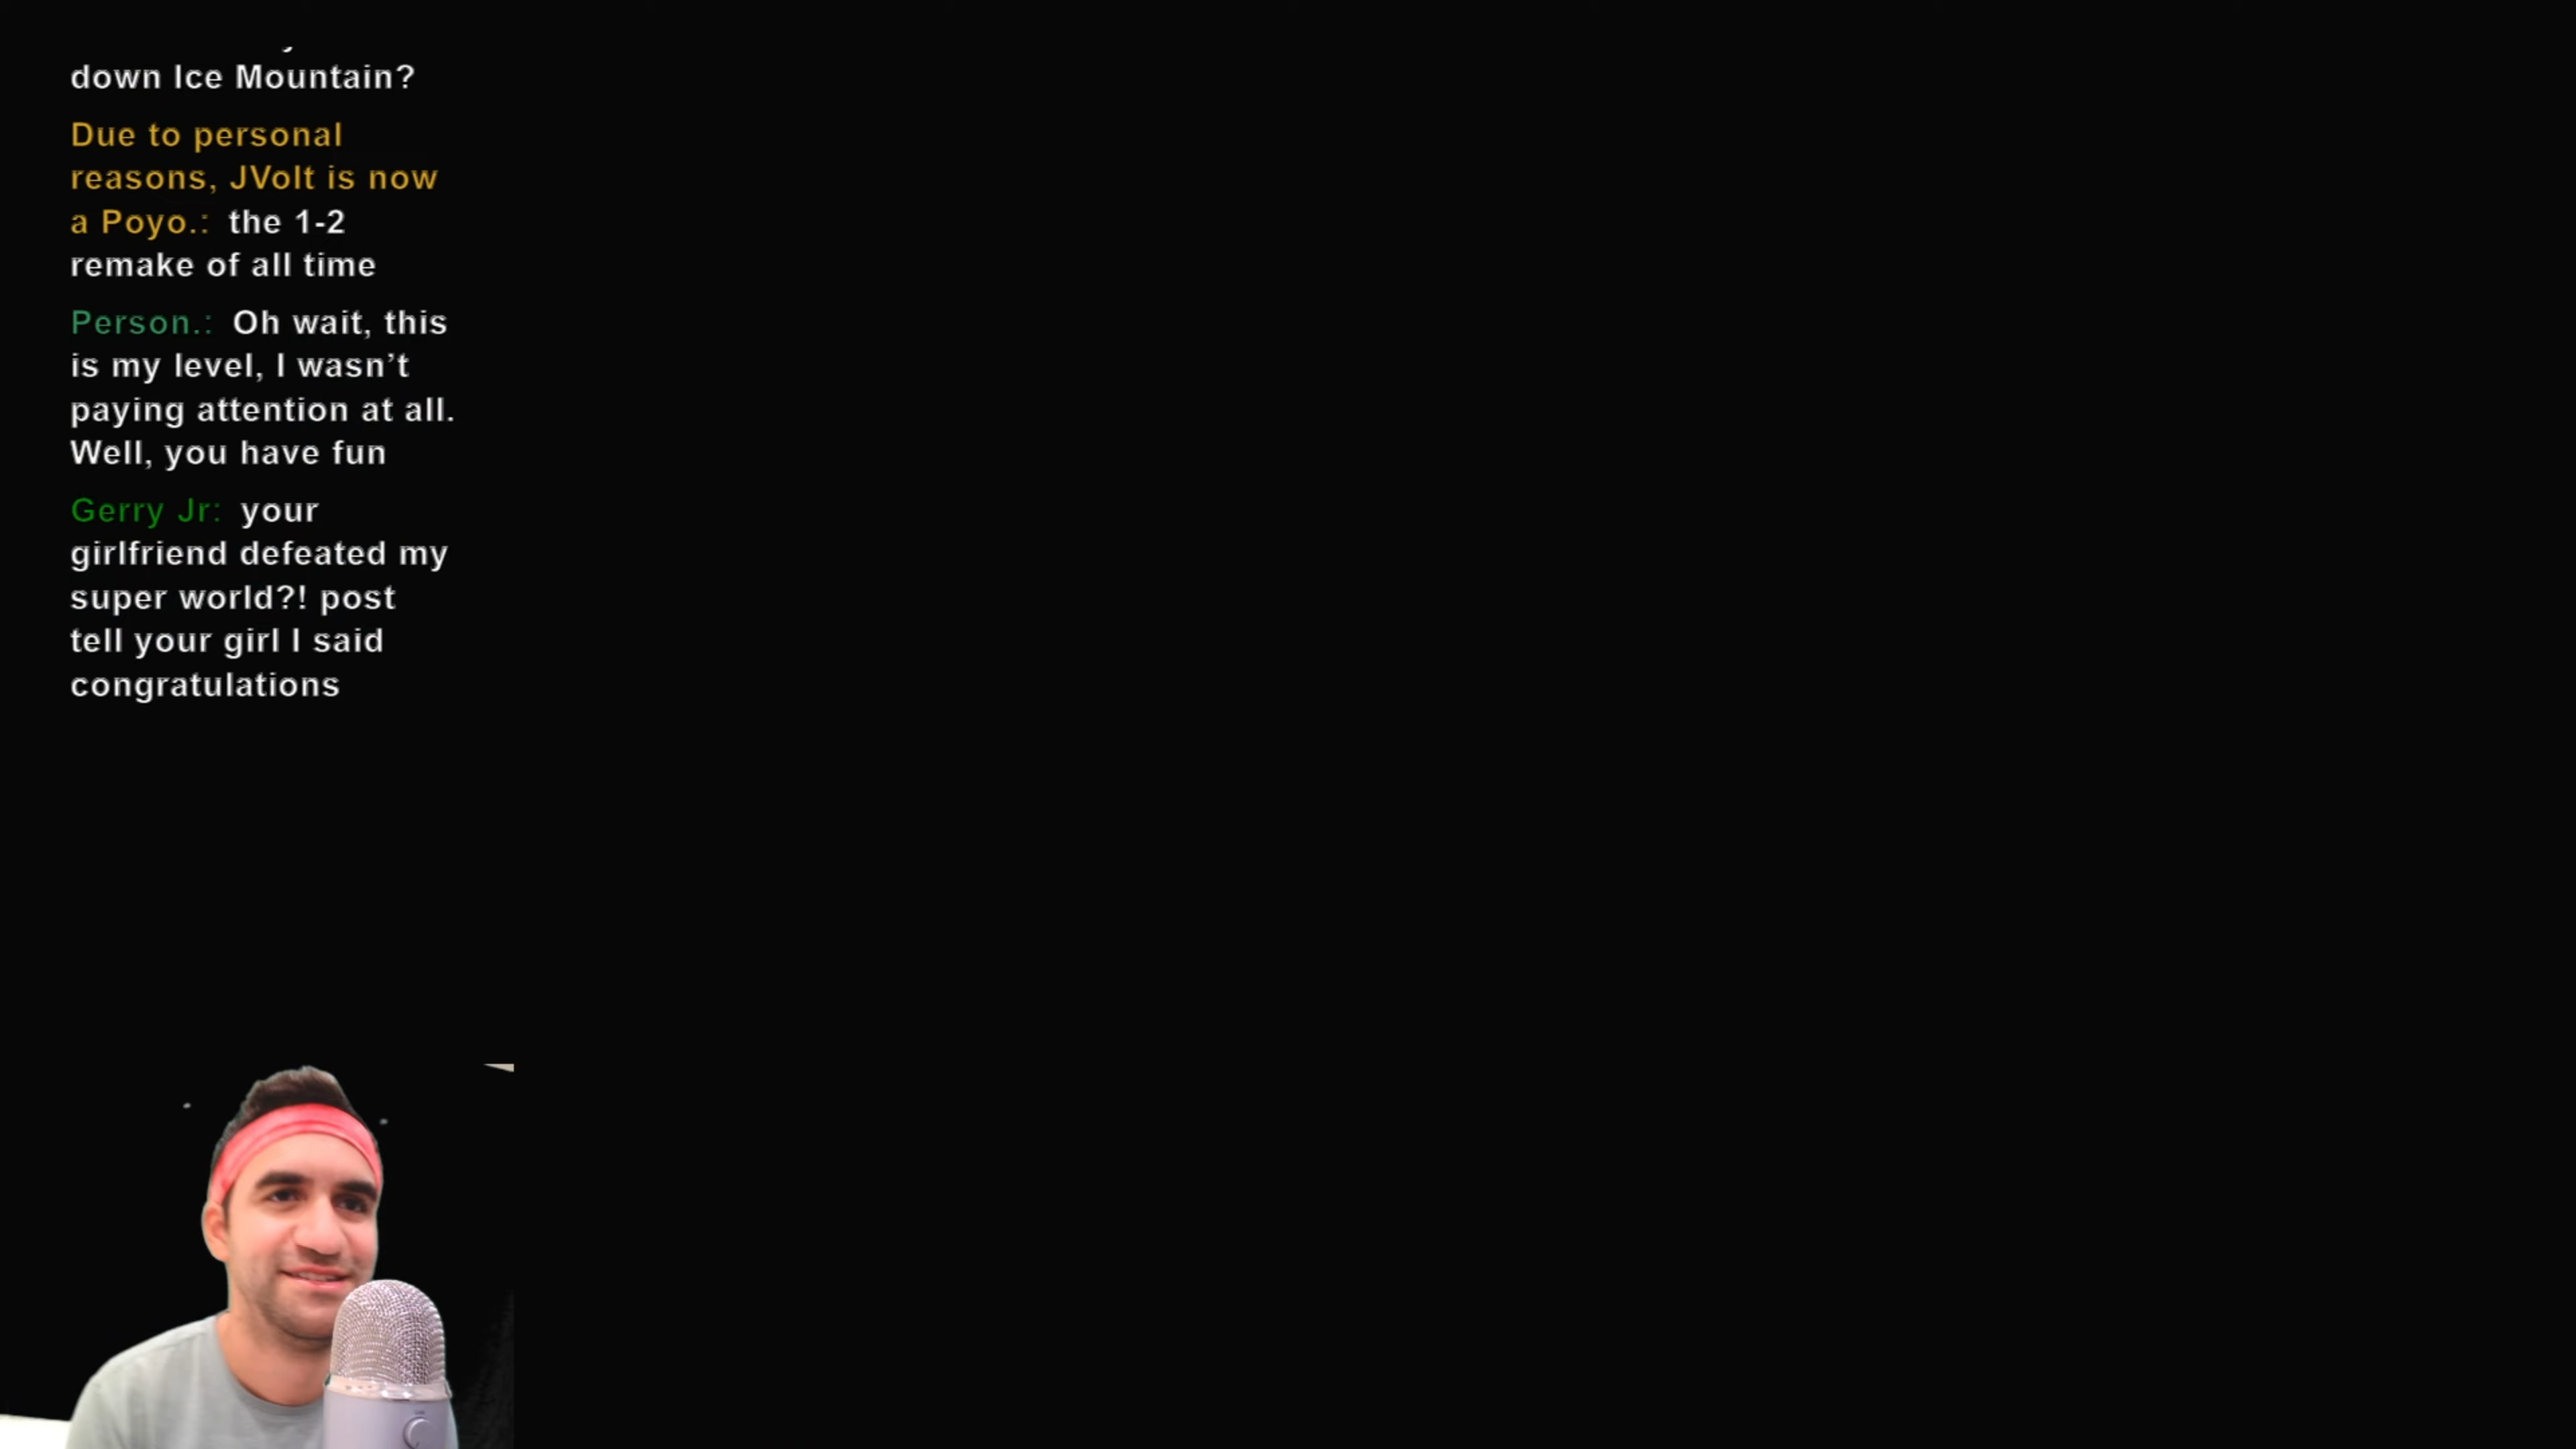 down Ice Mountain?
Due to personal
reasons, JVolt is now
a Poyo.: the 1-2
remake of all time
Person.: Oh wait, this
is my level, I wasn’t
paying attention at all.
Well, you have fun
Gerry Jr: your
girlfriend defeated my
super world?! post
tell your girl I said
congratulations